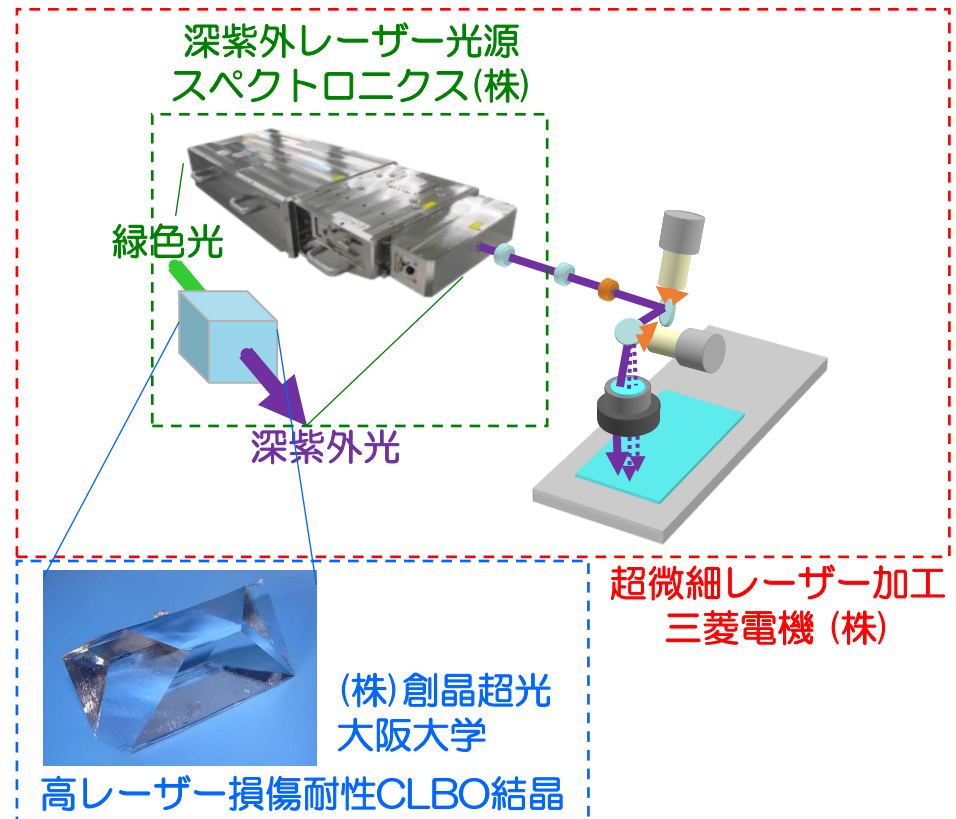 深紫外レーザー光源
スペクトロニクス(株)
緑色光
深紫外光
超微細レーザー加工
三菱電機 (株)
(株)創晶超光
大阪大学
高レーザー損傷耐性CLBO結晶